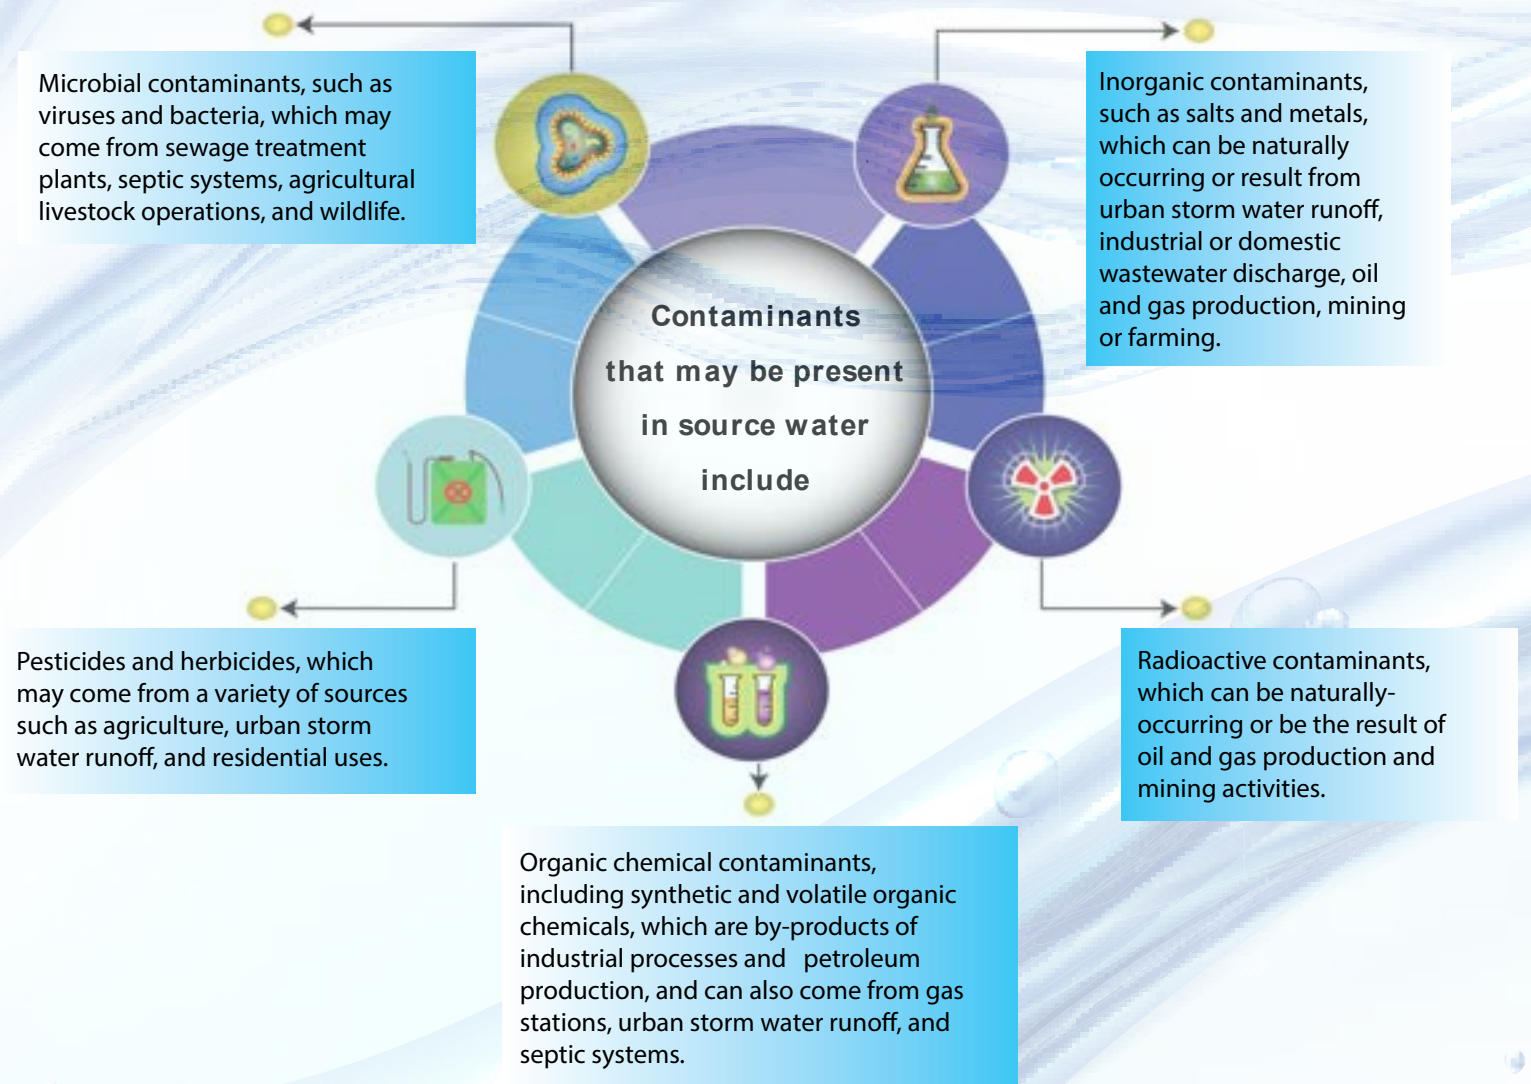 Microbial contaminants, such as
viruses and bacteria, which may
come from sewage treatment
plants, septic systems, agricultural
livestock operations, and wildlife.
Inorganic contaminants,
such as salts and metals,
which can be naturally
occurring or result from
urban storm water runoff,
industrial or domestic
wastewater discharge, oil
and gas production, mining
or farming.
Contaminants
that may be present
in source water
include
Pesticides and herbicides, which
may come from a variety of sources
such as agriculture, urban storm
water runoff, and residential uses.
Radioactive contaminants,
which can be naturally-
occurring or be the result of
oil and gas production and
mining activities.
Organic chemical contaminants,
including synthetic and volatile organic
chemicals, which are by-products of
industrial processes and petroleum
production, and can also come from gas
stations, urban storm water runoff, and
septic systems.